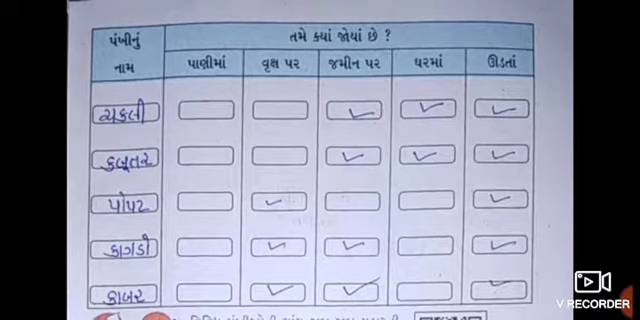 પંખીનું નામ તમે ક્યાં જોયાં છે ?
પાણીમાં વૃક્ષ પર જમીન પર ઘરમાં ઊડતાં
ચકલી
કબૂતર
પોપટ
કાગડો
કાબર
V RECORDER